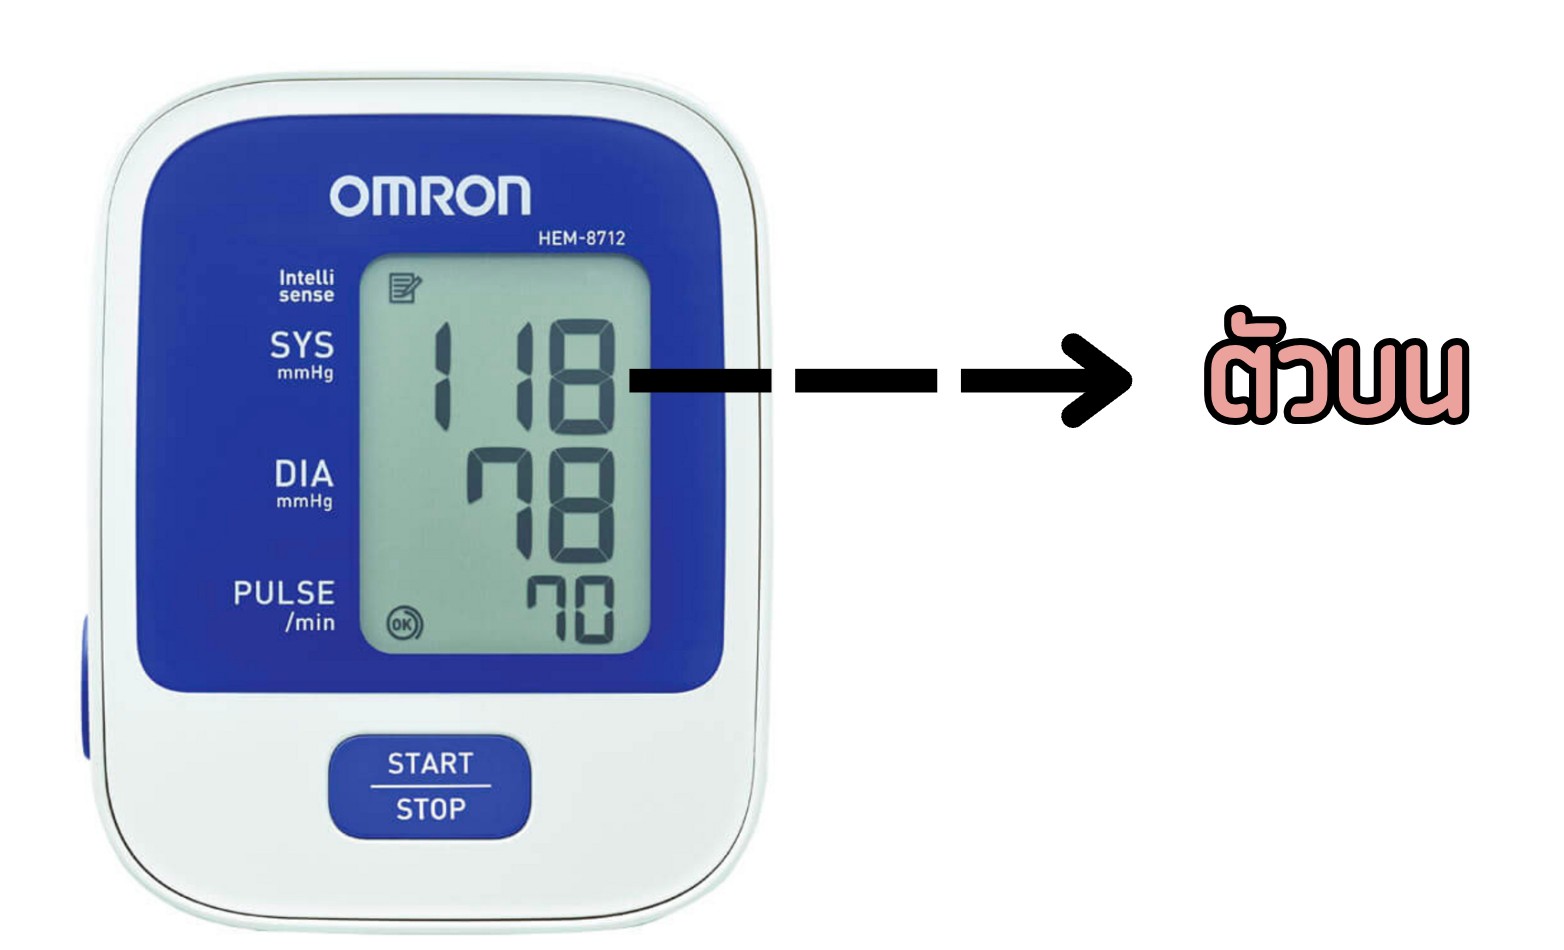 OMRON
HEM-8712
Intelli
sense
SYS
mmHg
118
ตัวบน
DIA
mmHg
78
PULSE
/min
70
OK
START
STOP